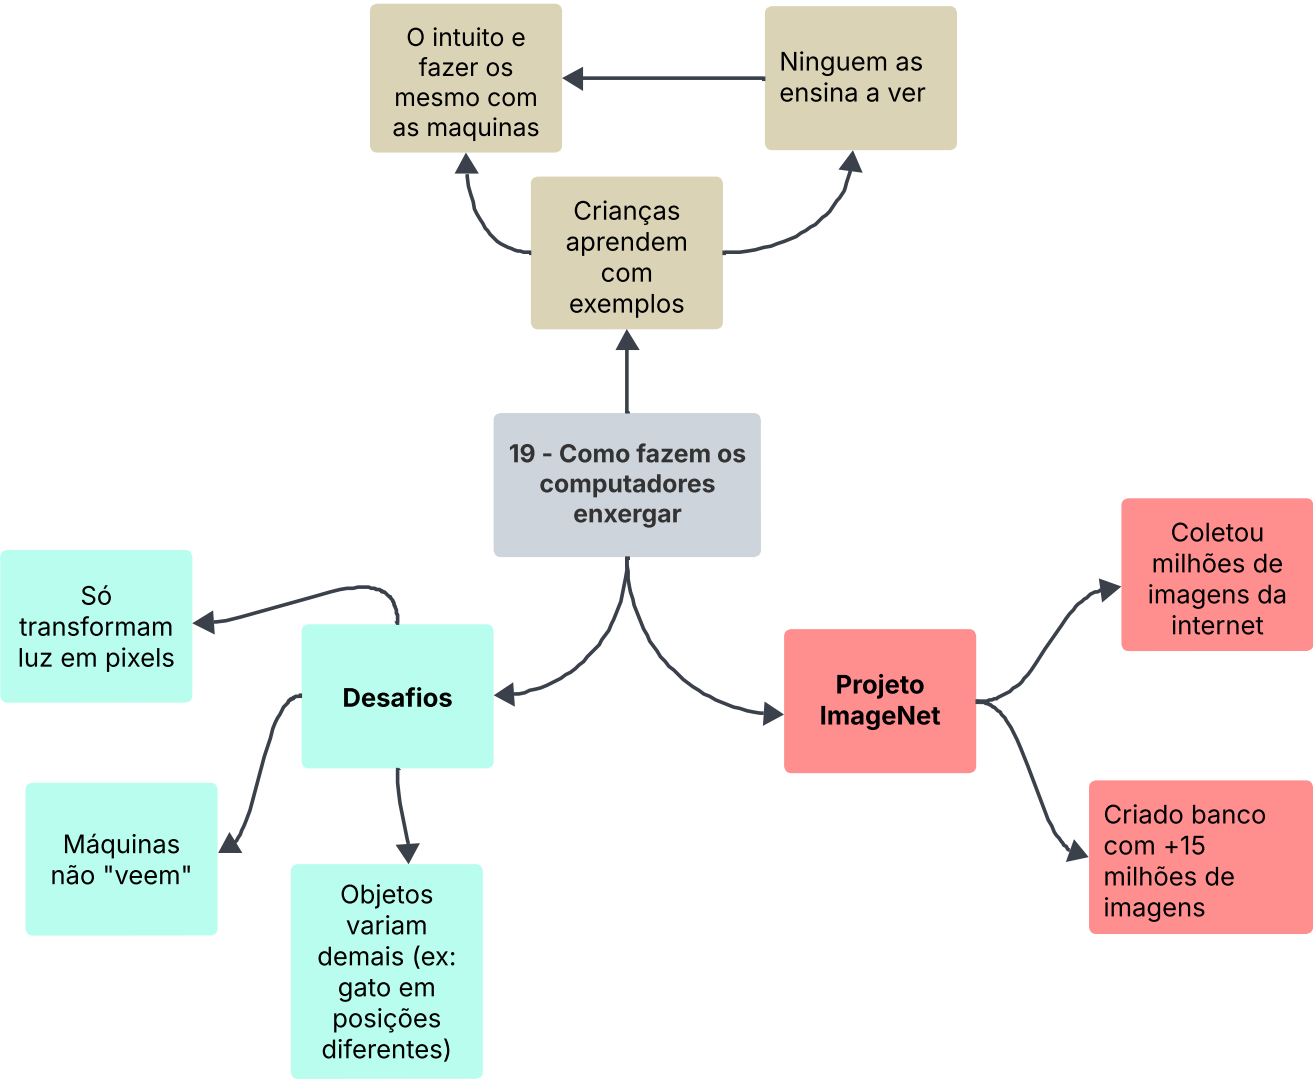 O intuito e
fazer os
mesmo com
as maquinas
Ninguem as
ensina a ver
Crianças
aprendem
com
exemplos
19 - Como fazem os
computadores
enxergar
Só
transformam
luz em pixels
Desafios
Máquinas
não "veem"
Objetos
variam
demais (ex:
gato em
posições
diferentes)
Projeto
ImageNet
Coletou
milhões de
imagens da
internet
Criado banco
com +15
milhões de
imagens